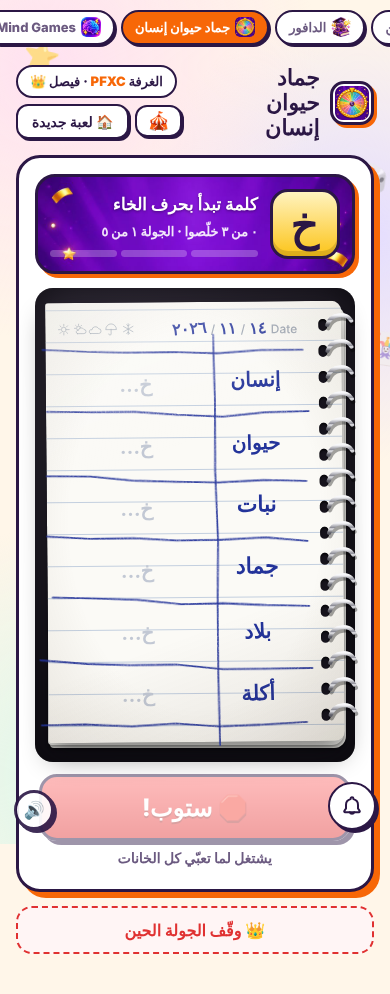 Mind Games
جماد حيوان إنسان
الدافور
جماد
حيوان
إنسان
الغرفة PFXC · فيصل 👑
🏠 لعبة جديدة
كلمة تبدأ بحرف الخاء
٠ من ٣ خلّصوا · الجولة ١ من ٥
خ
Date ١٤ / ١١ / ٢٠٢٦
إنسان خ...
حيوان خ...
نبات خ...
جماد خ...
بلاد خ...
أكلة خ...
🛑 ستوب!
يشتغل لما تعبّي كل الخانات
👑 وقّف الجولة الحين